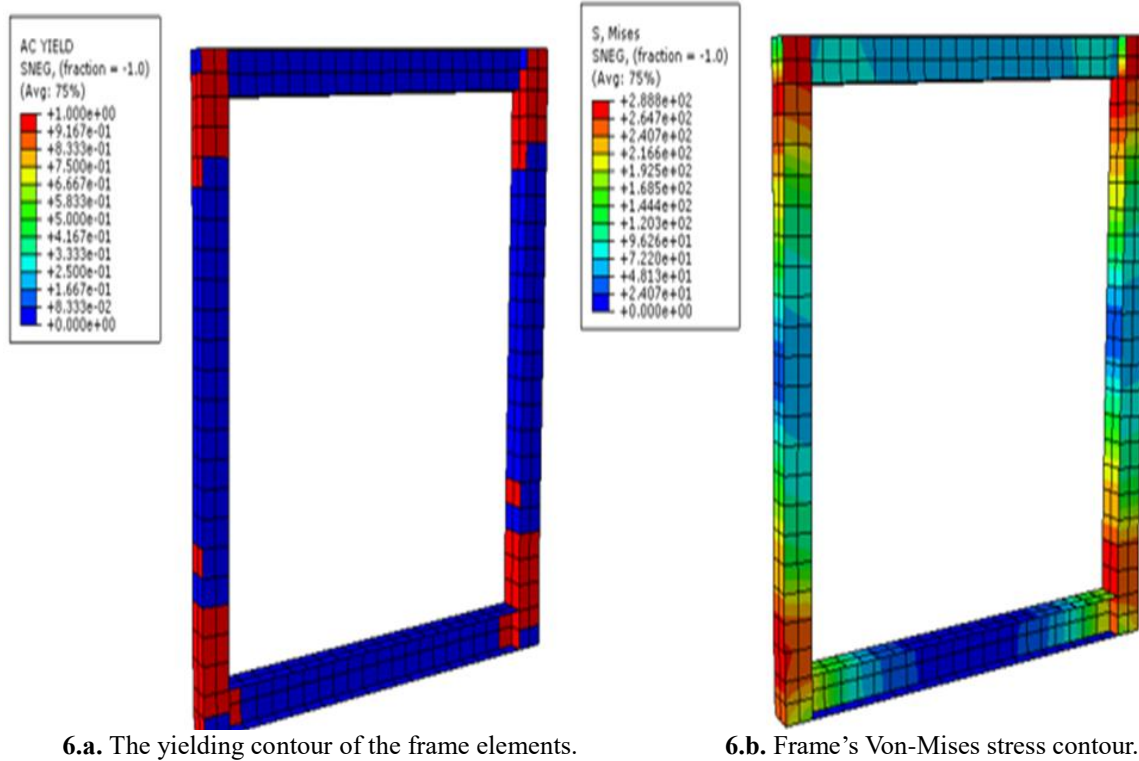 AC YIELD
SNEG, (fraction = -1.0)
(Avg: 75%)
+1.000e+00
+9.167e-01
+8.333e-01
+7.500e-01
+6.667e-01
+5.833e-01
+5.000e-01
+4.167e-01
+3.333e-01
+2.500e-01
+1.667e-01
+8.333e-02
+0.000e+00
S, Mises
SNEG, (fraction = -1.0)
(Avg: 75%)
+2.888e+02
+2.647e+02
+2.407e+02
+2.166e+02
+1.925e+02
+1.685e+02
+1.444e+02
+1.203e+02
+9.626e+01
+7.220e+01
+4.813e+01
+2.407e+01
+0.000e+00
6.a. The yielding contour of the frame elements.
6.b. Frame’s Von-Mises stress contour.